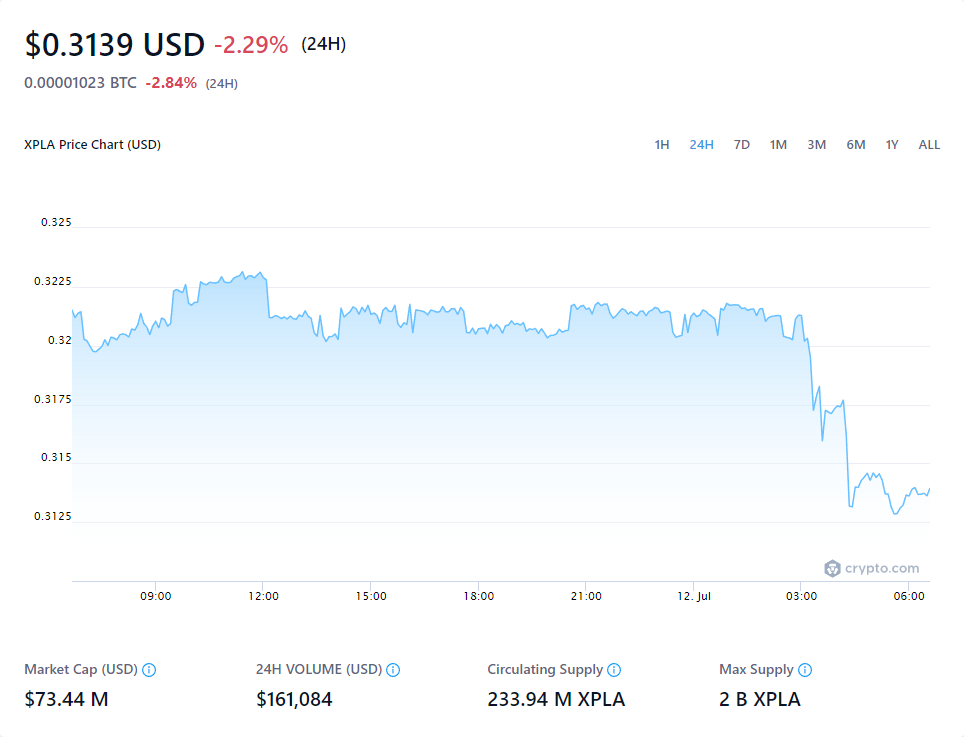 $0.3139 USD -2.29% (24H)
0.00001023 BTC -2.84% (24H)
XPLA Price Chart (USD) 1H 24H 7D 1M 3M 6M 1Y ALL
0.325
0.3225
0.32
0.3175
0.315
0.3125
crypto.com
09:00 12:00 15:00 18:00 21:00 12. Jul 03:00 06:00
Market Cap (USD) 24H VOLUME (USD) Circulating Supply Max Supply
$73.44 M $161,084 233.94 M XPLA 2 B XPLA